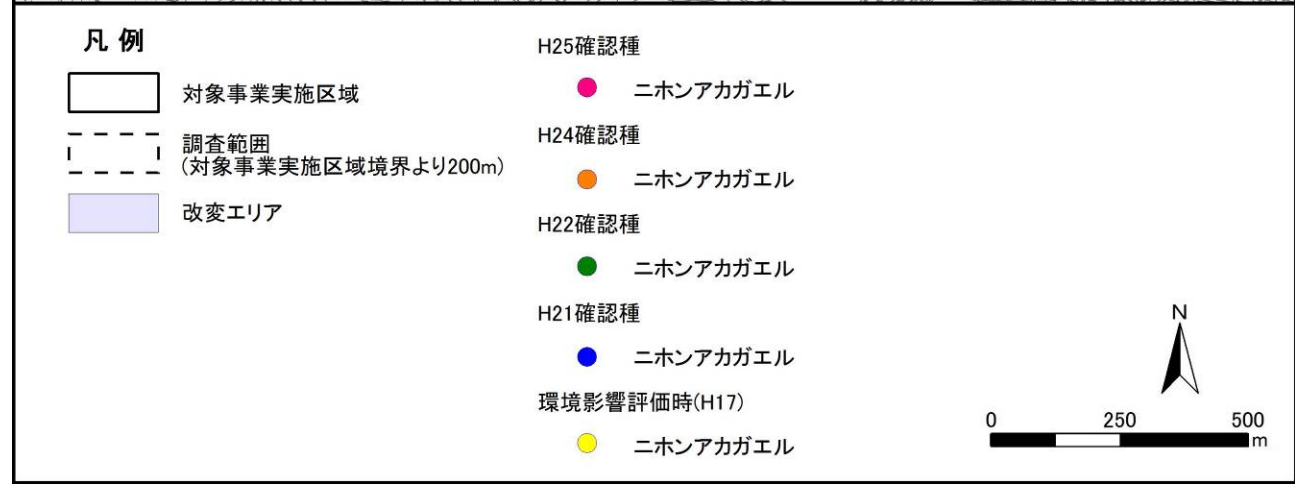 凡 例
対象事業実施区域
調査範囲
(対象事業実施区域境界より200m)
改変エリア
H25確認種
ニホンアカガエル
H24確認種
ニホンアカガエル
H22確認種
ニホンアカガエル
H21確認種
ニホンアカガエル
環境影響評価時(H17)
ニホンアカガエル
N
0 250 500
m